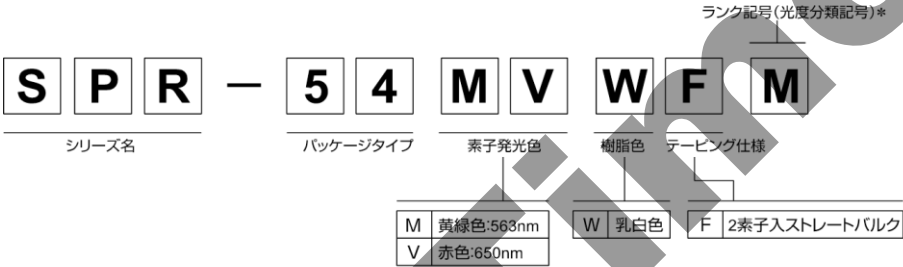 ランク記号(光度分類記号)*
SPR-54MVWFM
シリーズ名 パッケージタイプ 素子発光色 樹脂色 テーピング仕様
M 黄緑色:563nm W 乳白色 F 2素子入ストレートバルク
V 赤色:650nm